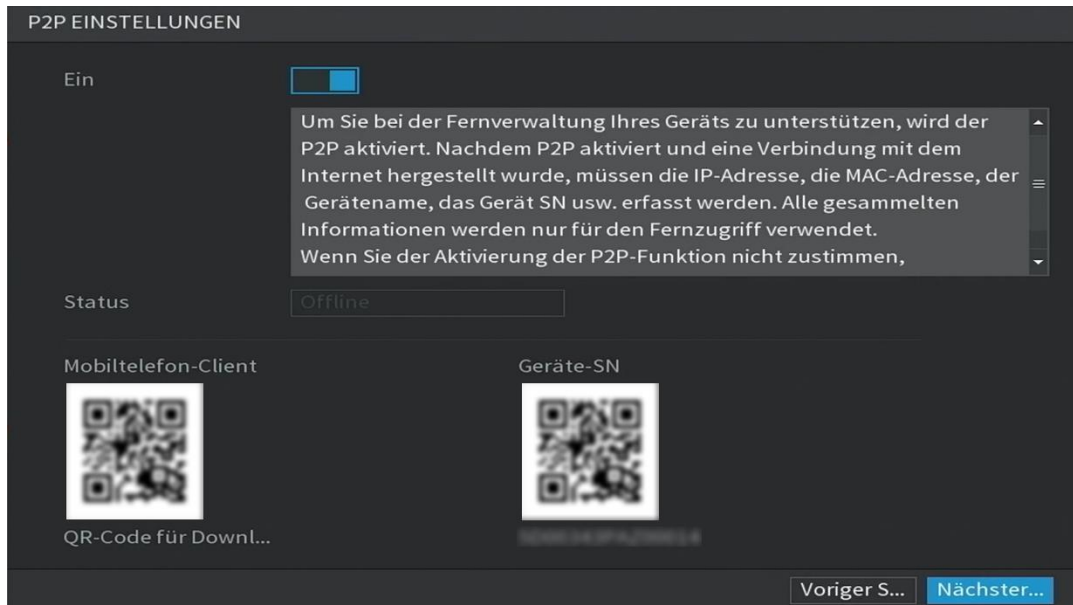 P2P EINSTELLUNGEN
Ein
Um Sie bei der Fernverwaltung Ihres Geräts zu unterstützen, wird der
P2P aktiviert. Nachdem P2P aktiviert und eine Verbindung mit dem
Internet hergestellt wurde, müssen die IP-Adresse, die MAC-Adresse, der
Gerätename, das Gerät SN usw. erfasst werden. Alle gesammelten
Informationen werden nur für den Fernzugriff verwendet.
Wenn Sie der Aktivierung der P2P-Funktion nicht zustimmen,
Status
Offline
Mobiltelefon-Client
Geräte-SN
QR-Code für Downl...
Voriger S...
Nächster...